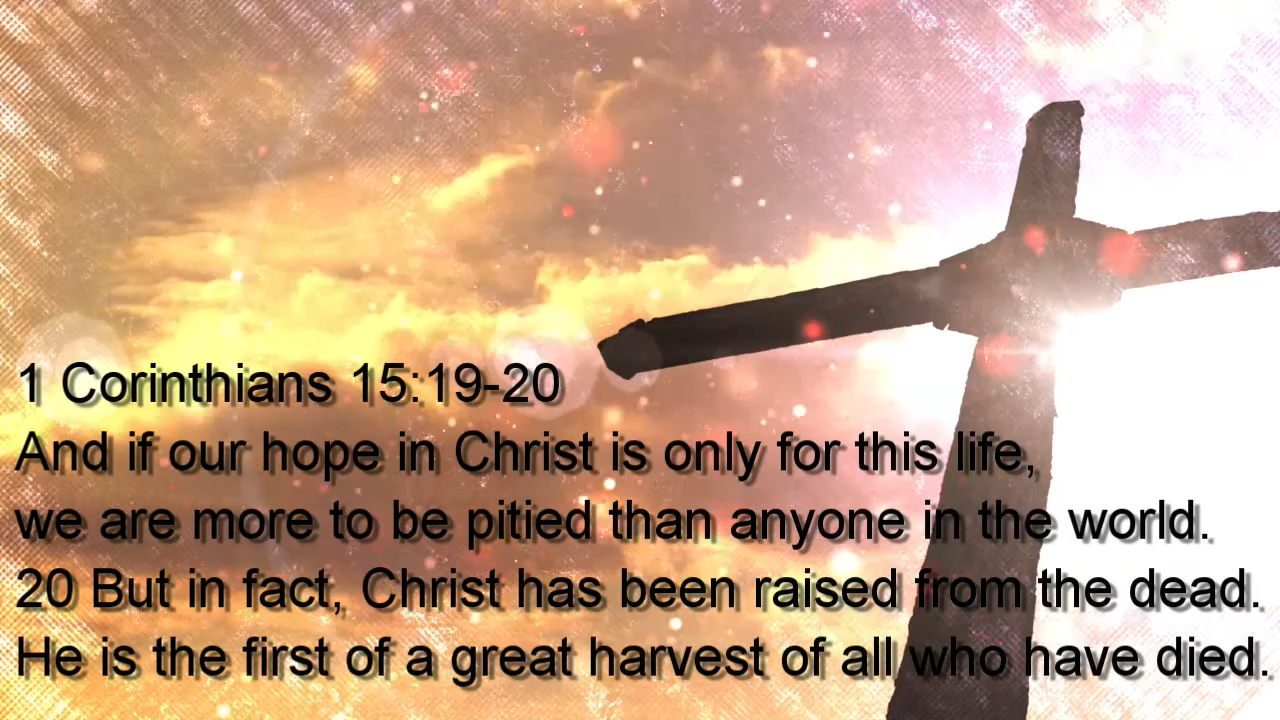 1 Corinthians 15:19-20
And if our hope in Christ is only for this life,
we are more to be pitied than anyone in the world.
20 But in fact, Christ has been raised from the dead.
He is the first of a great harvest of all who have died.